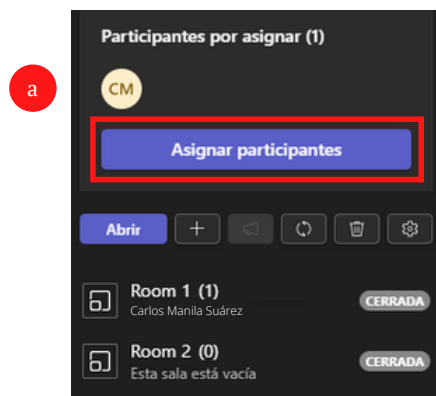 Participantes por asignar (1)
a
CM
Asignar participantes
Abrir
Room 1 (1)
Carlos Manila Suárez
CERRADA
Room 2 (0)
Esta sala está vacía
CERRADA